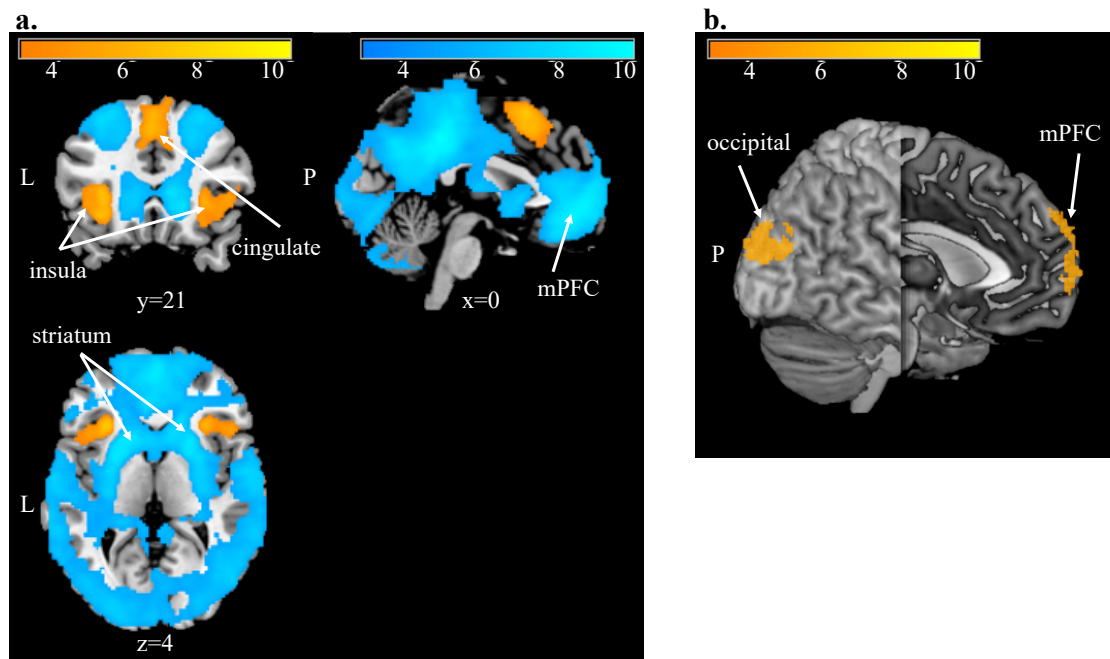 a.
4 6 8 10
4 6 8 10
L
P
insula
cingulate
mPFC
y=21
x=0
striatum
L
z=4
b.
4 6 8 10
occipital
mPFC
P